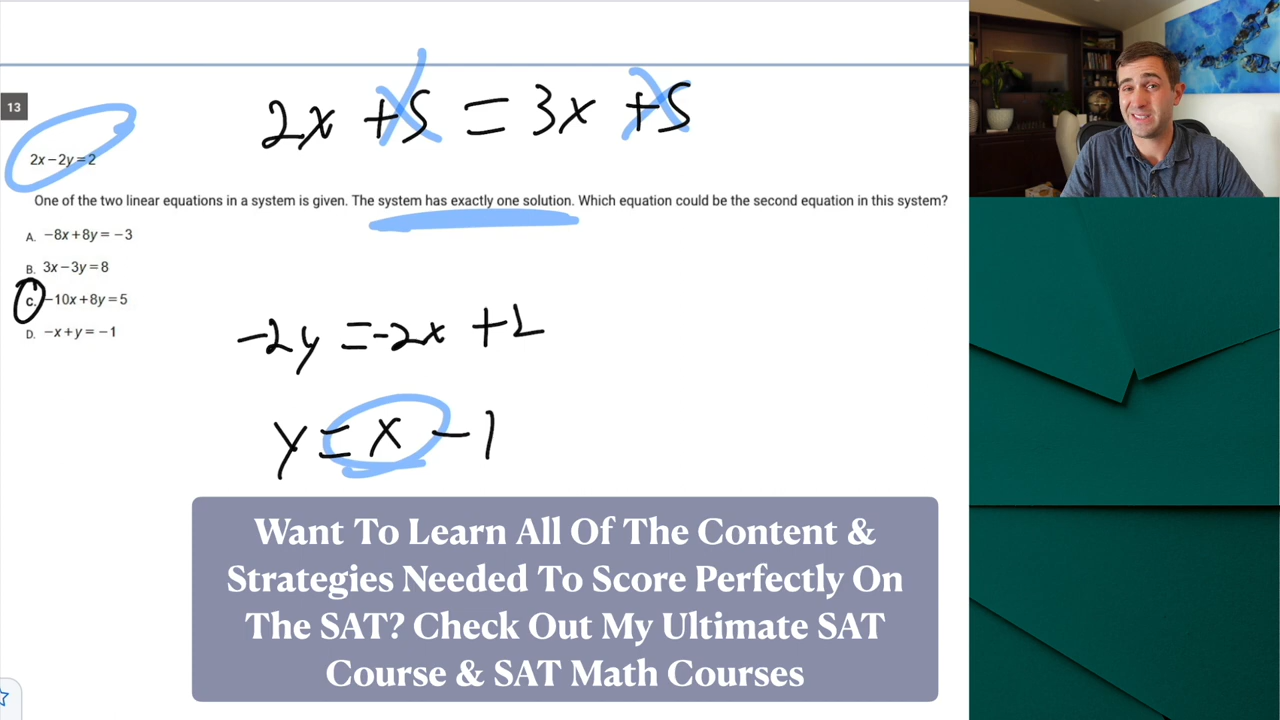 2x +5 = 3x +5
13
2x−2y=2
One of the two linear equations in a system is given. The system has exactly one solution. Which equation could be the second equation in this system?
A. −8x+8y=−3
B. 3x−3y=8
C. −10x+8y=5
D. −x+y=−1
−2y =−2x +2
y = x −1
Want To Learn All Of The Content &
Strategies Needed To Score Perfectly On
The SAT? Check Out My Ultimate SAT
Course & SAT Math Courses